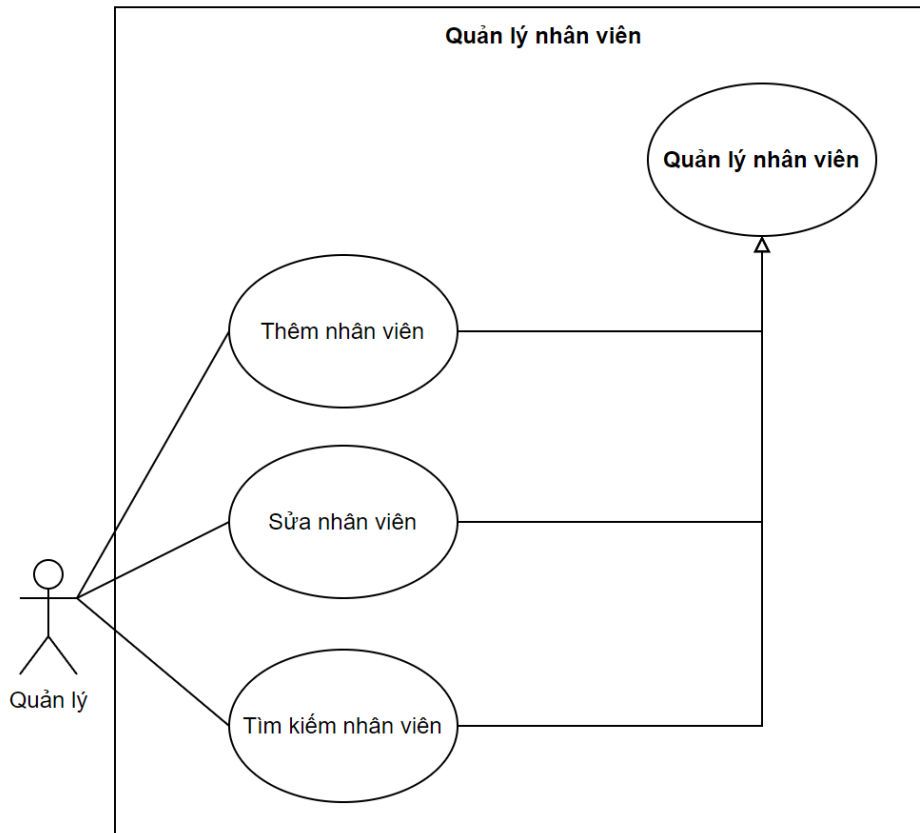 Quản lý nhân viên
Quản lý nhân viên
Thêm nhân viên
Sửa nhân viên
Quản lý
Tìm kiếm nhân viên